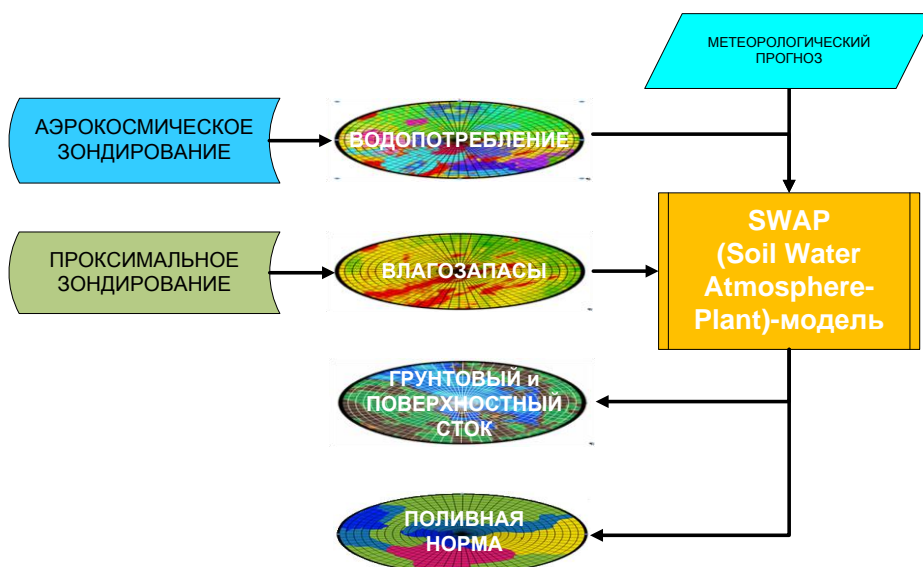 МЕТЕОРОЛОГИЧЕСКИЙ
ПРОГНОЗ
АЭРОКОСМИЧЕСКОЕ
ЗОНДИРОВАНИЕ
ВОДОПОТРЕБЛЕНИЕ
ПРОКСИМАЛЬНОЕ
ЗОНДИРОВАНИЕ
ВЛАГОЗАПАСЫ
SWAP
(Soil Water
Atmosphere-
Plant)-модель
ГРУНТОВЫЙ и
ПОВЕРХНОСТНЫЙ
СТОК
ПОЛИВНАЯ
НОРМА